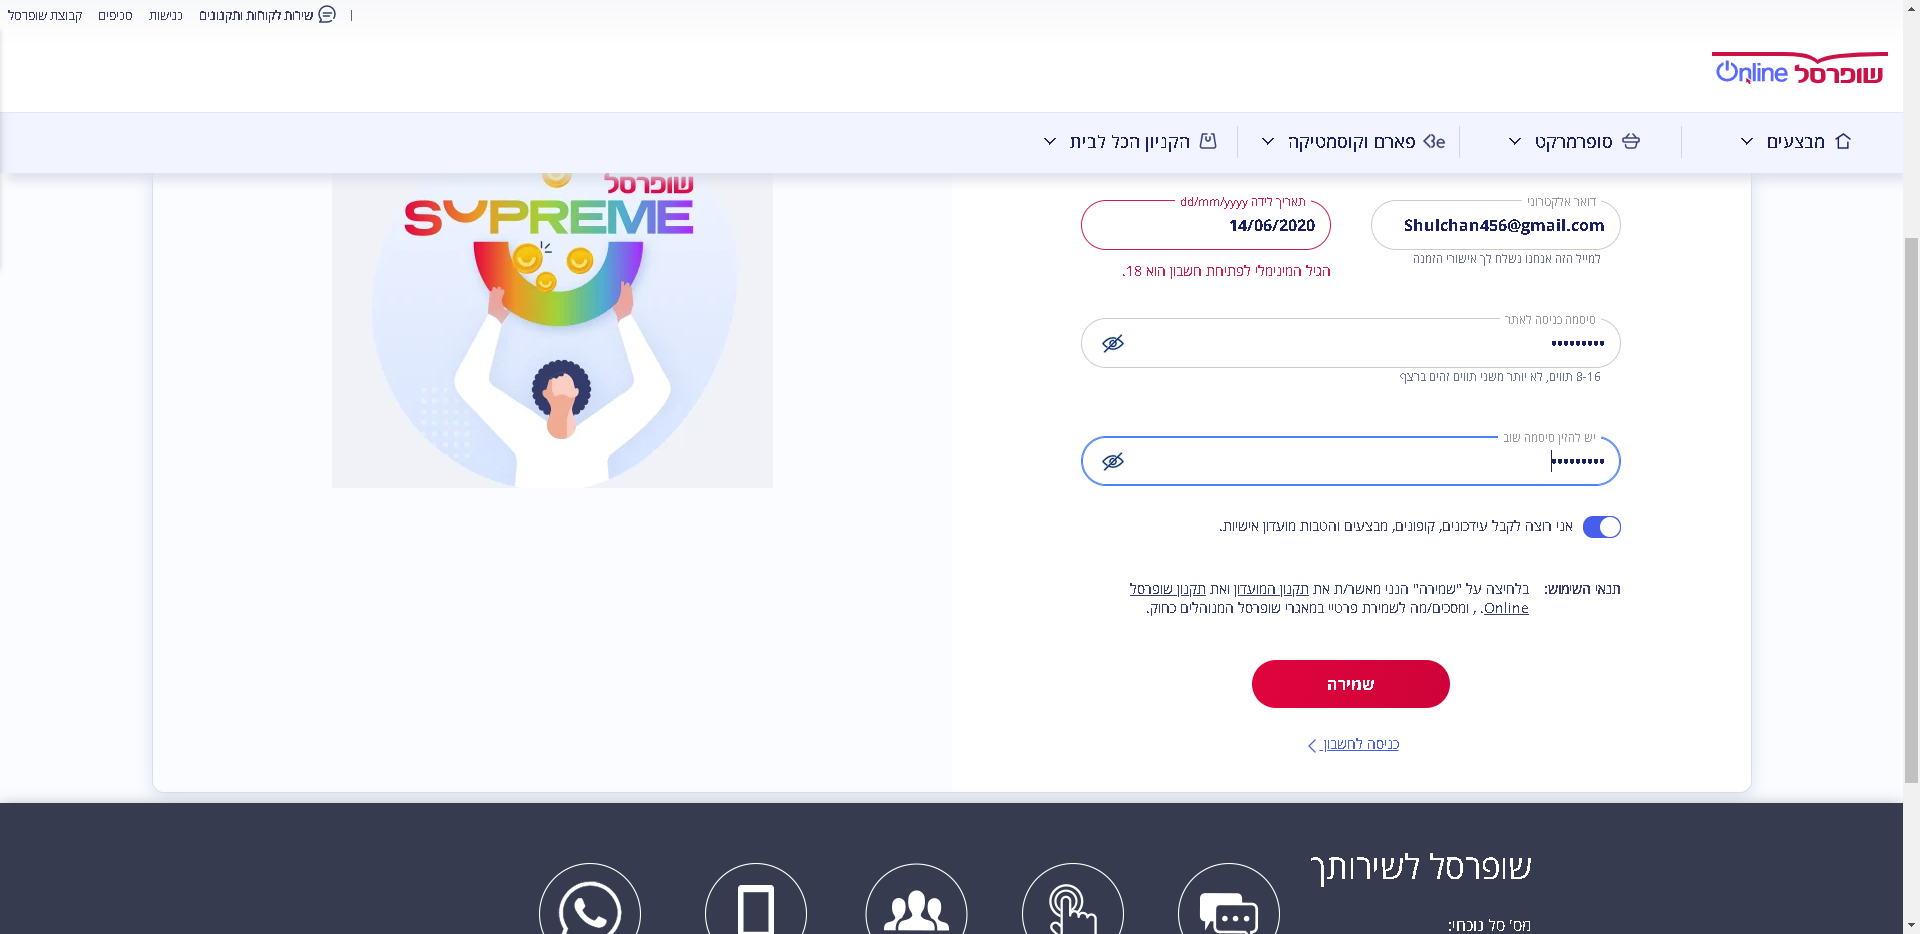 שירות לקוחות ותקנונים | נגישות סניפים קבוצת שופרסל
שופרסל Online
מבצעים סופרמרקט פארם וקוסמטיקה Be הקניון הכל לבית
שופרסל
SUPREME
דואר אלקטרוני
Shulchan456@gmail.com
למייל הזה אנחנו נשלח לך אישורי הזמנה
תאריך לידה dd/mm/yyyy
14/06/2020
הגיל המינימלי לפתיחת חשבון הוא 18.
סיסמה כניסה לאתר
•••••••••
8-16 תווים, לא יותר משני תווים זהים ברצף
יש להזין סיסמה שוב
•••••••••
אני רוצה לקבל עידכונים, קופונים, מבצעים והטבות מועדון אישיות.
תנאי השימוש: בלחיצה על "שמירה" הנני מאשר/ת את תקנון המועדון ואת תקנון שופרסל
Online. , ומסכים/מה לשמירת פרטיי במאגרי שופרסל המנוהלים כחוק.
שמירה
כניסה לחשבון
שופרסל לשירותך
מס' סל נוכחי: